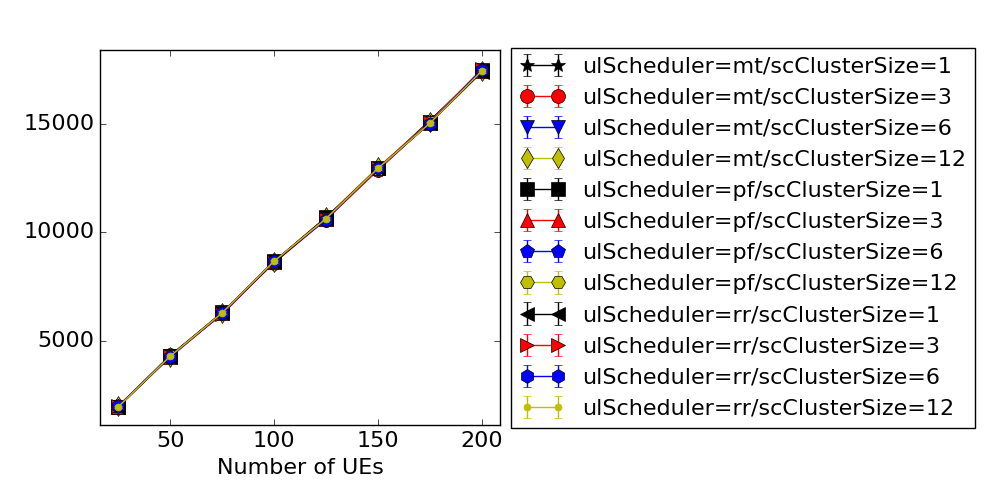 15000
10000
5000
50
100
150
200
Number of UEs
ulScheduler=mt/scClusterSize=1
ulScheduler=mt/scClusterSize=3
ulScheduler=mt/scClusterSize=6
ulScheduler=mt/scClusterSize=12
ulScheduler=pf/scClusterSize=1
ulScheduler=pf/scClusterSize=3
ulScheduler=pf/scClusterSize=6
ulScheduler=pf/scClusterSize=12
ulScheduler=rr/scClusterSize=1
ulScheduler=rr/scClusterSize=3
ulScheduler=rr/scClusterSize=6
ulScheduler=rr/scClusterSize=12